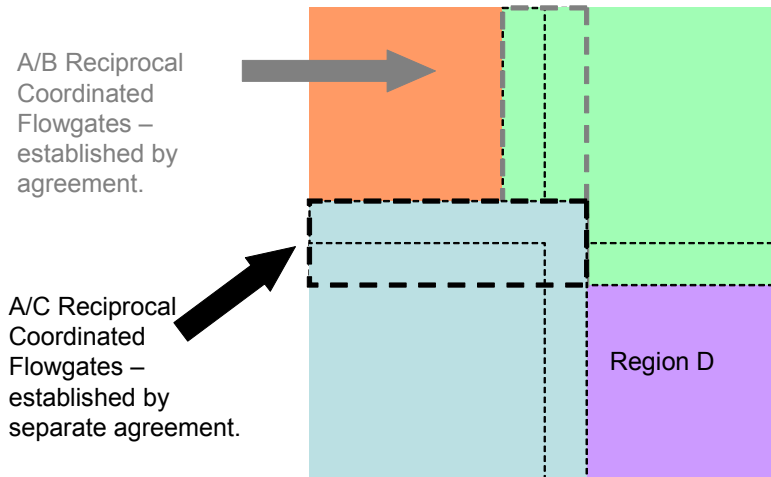 A/B Reciprocal
Coordinated
Flowgates –
established by
agreement.
A/C Reciprocal
Coordinated
Flowgates –
established by
separate agreement.
Region D